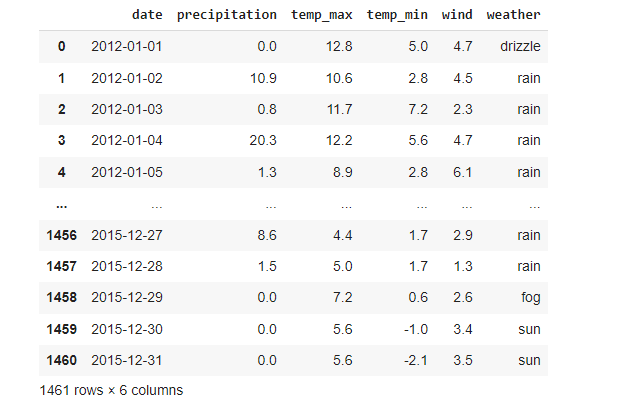 date precipitation temp_max temp_min wind weather
0 2012-01-01 0.0 12.8 5.0 4.7 drizzle
1 2012-01-02 10.9 10.6 2.8 4.5 rain
2 2012-01-03 0.8 11.7 7.2 2.3 rain
3 2012-01-04 20.3 12.2 5.6 4.7 rain
4 2012-01-05 1.3 8.9 2.8 6.1 rain
... ... ... ... ... ... ...
1456 2015-12-27 8.6 4.4 1.7 2.9 rain
1457 2015-12-28 1.5 5.0 1.7 1.3 rain
1458 2015-12-29 0.0 7.2 0.6 2.6 fog
1459 2015-12-30 0.0 5.6 -1.0 3.4 sun
1460 2015-12-31 0.0 5.6 -2.1 3.5 sun
1461 rows × 6 columns